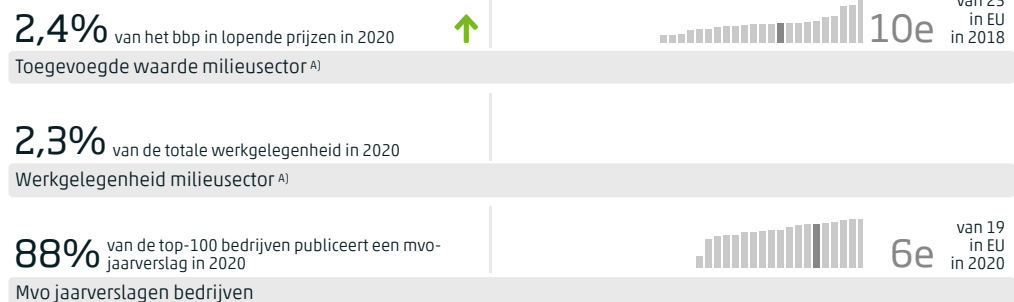 2,4% van het bbp in lopende prijzen in 2020
10e
van 23
in EU
in 2018
Toegevoegde waarde milieusector A)
2,3% van de totale werkgelegenheid in 2020
Werkgelegenheid milieusector A)
88% van de top-100 bedrijven publiceert een mvo-
jaarverslag in 2020
6e
van 19
in EU
in 2020
Mvo jaarverslagen bedrijven